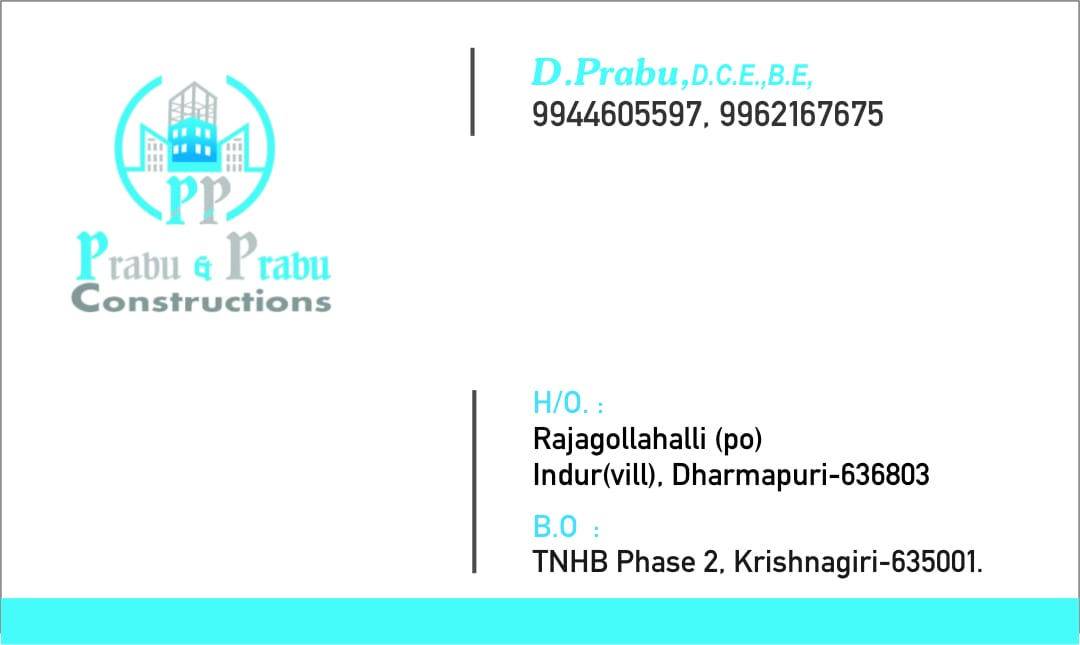 PP
Prabu & Prabu
Constructions
D.Prabu,D.C.E.,B.E,
9944605597, 9962167675
H/O. :
Rajagollahalli (po)
Indur(vill), Dharmapuri-636803
B.O :
TNHB Phase 2, Krishnagiri-635001.